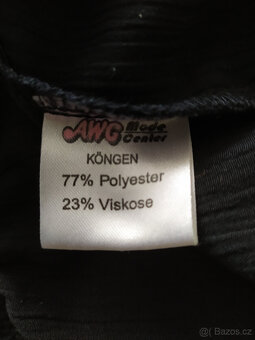 AWG Mode
Center
KÖNGEN
77% Polyester
23% Viskose
© Bazos.cz